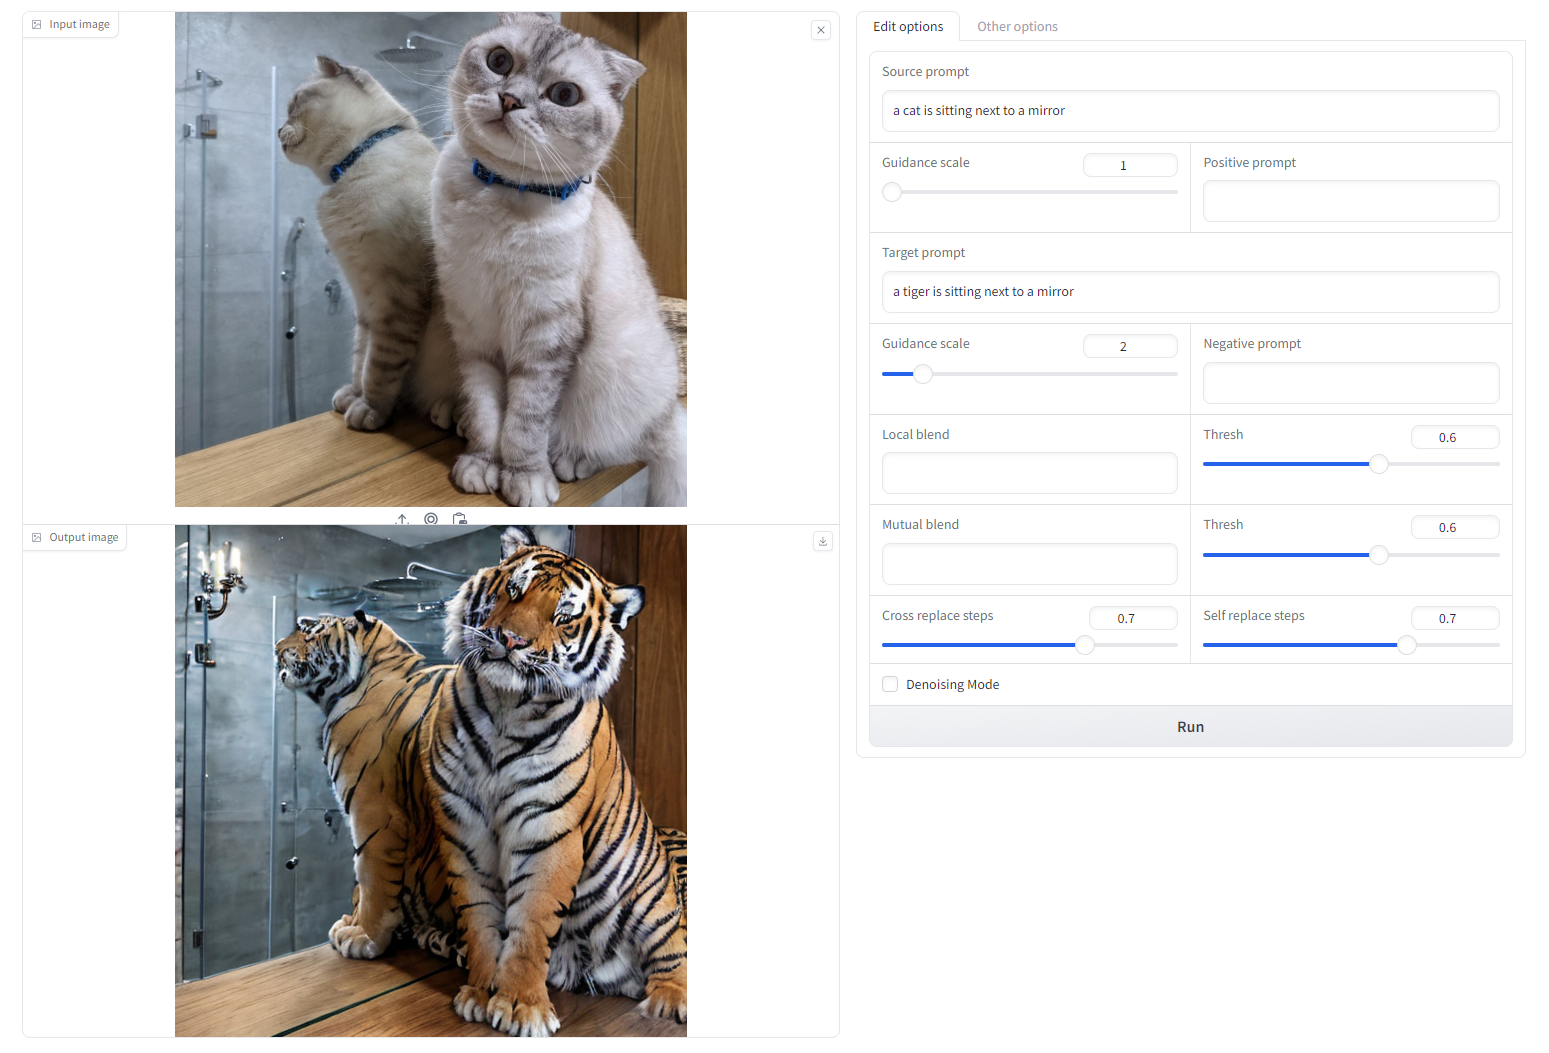 Input image
Output image
Edit options
Other options
Source prompt
a cat is sitting next to a mirror
Guidance scale
1
Positive prompt
Target prompt
a tiger is sitting next to a mirror
Guidance scale
2
Negative prompt
Local blend
Thresh
0.6
Mutual blend
Thresh
0.6
Cross replace steps
0.7
Self replace steps
0.7
Denoising Mode
Run